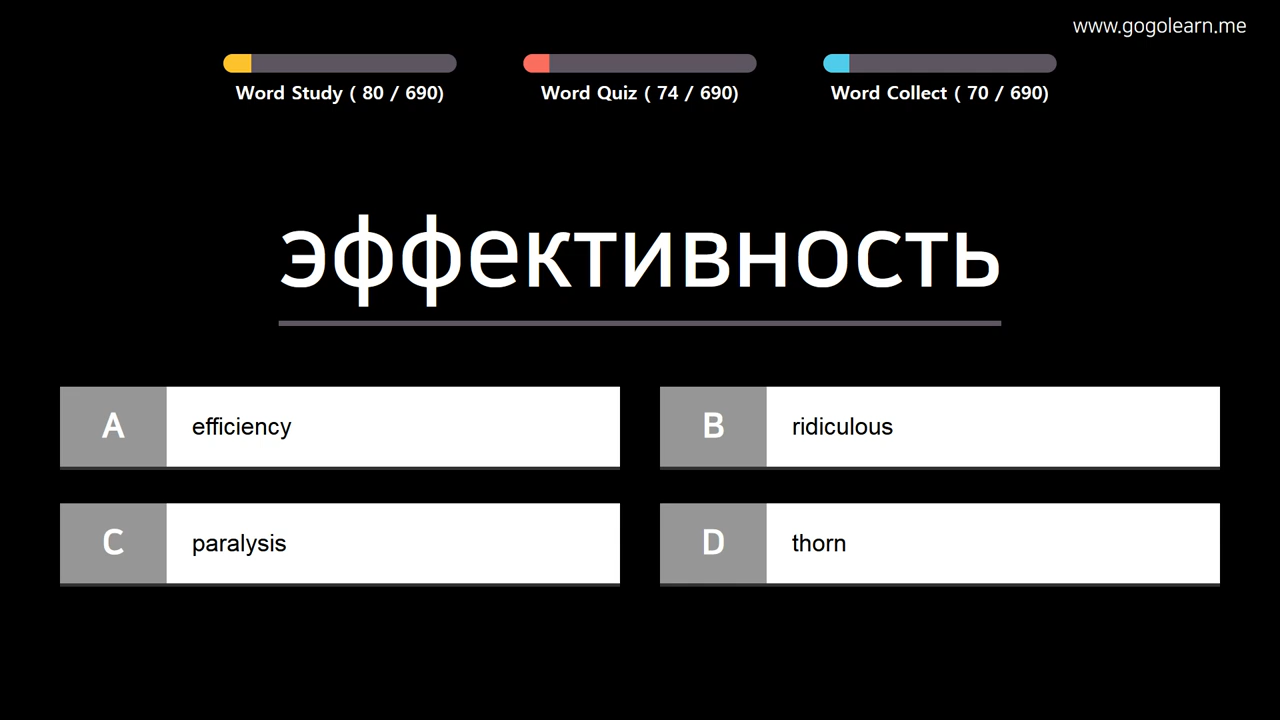 www.gogolearn.me
Word Study ( 80 / 690)
Word Quiz ( 74 / 690)
Word Collect ( 70 / 690)
эффективность
A efficiency
B ridiculous
C paralysis
D thorn